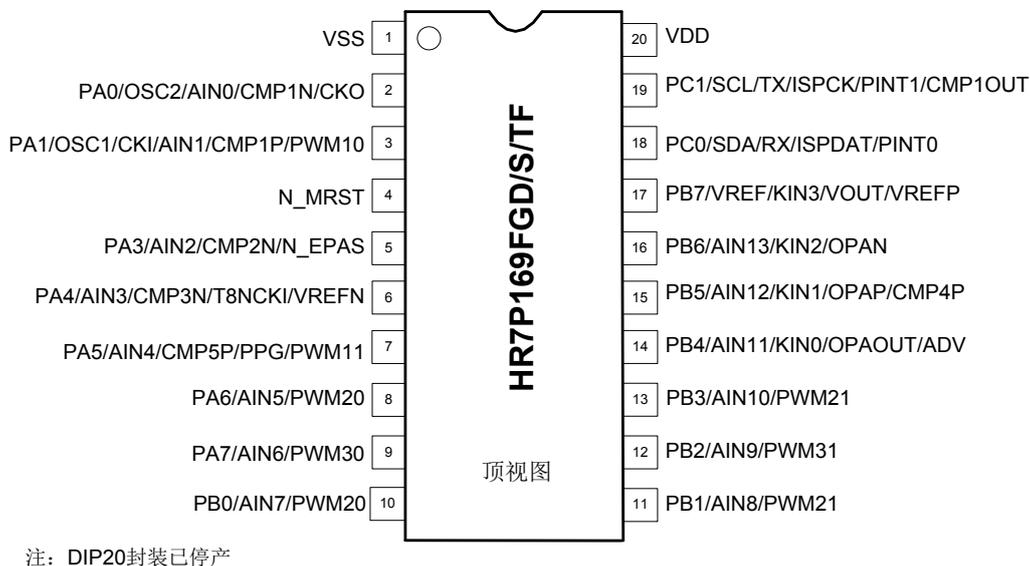 VSS 1 20 VDD
PA0/OSC2/AIN0/CMP1N/CKO 2 19 PC1/SCL/TX/ISPCK/PINT1/CMP1OUT
PA1/OSC1/CKI/AIN1/CMP1P/PWM10 3 18 PC0/SDA/RX/ISPDAT/PINT0
N_MRST 4 17 PB7/VREF/KIN3/VOUT/VREFP
PA3/AIN2/CMP2N/N_EPAS 5 16 PB6/AIN13/KIN2/OPAN
PA4/AIN3/CMP3N/T8NCKI/VREFN 6 15 PB5/AIN12/KIN1/OPAP/CMP4P
PA5/AIN4/CMP5P/PPG/PWM11 7 14 PB4/AIN11/KIN0/OPAOUT/ADV
PA6/AIN5/PWM20 8 13 PB3/AIN10/PWM21
PA7/AIN6/PWM30 9 12 PB2/AIN9/PWM31
PB0/AIN7/PWM20 10 11 PB1/AIN8/PWM21
HR7P169FGD/S/TF
顶视图
注：DIP20封装已停产